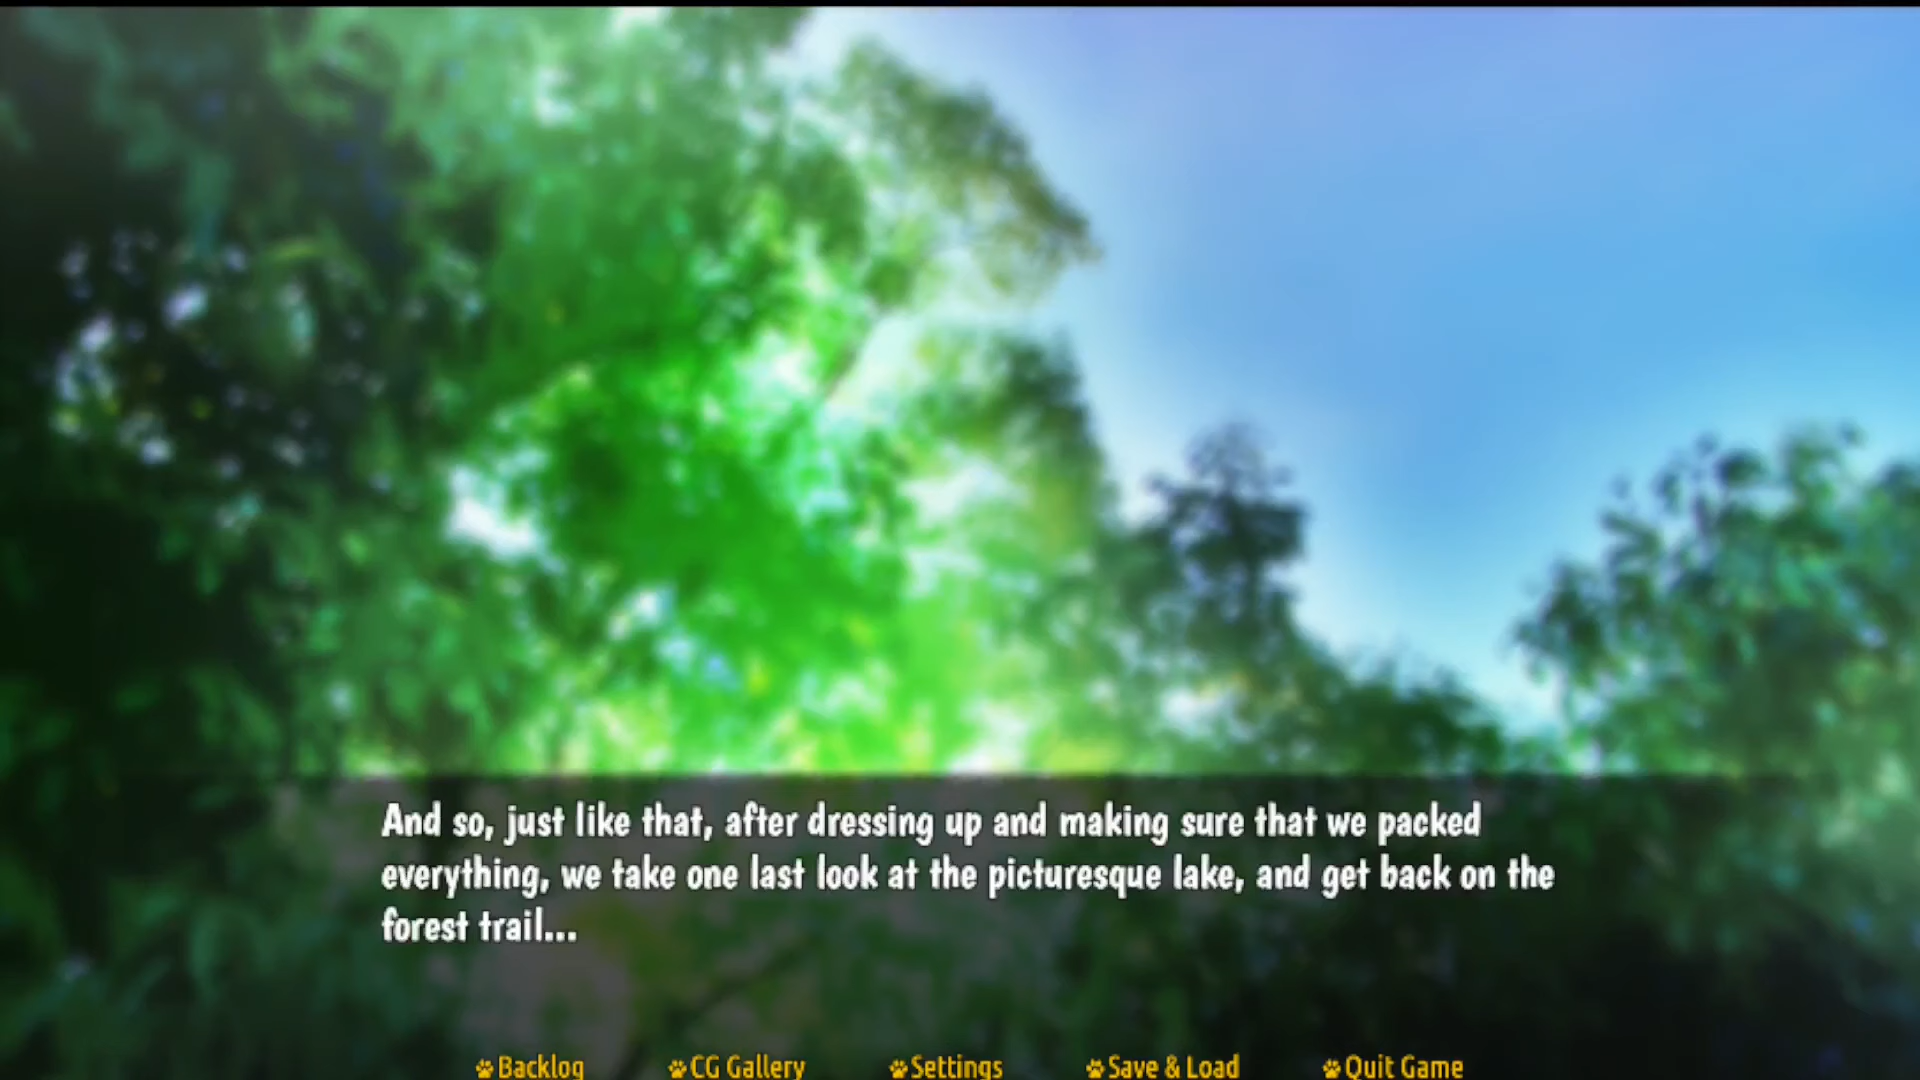 And so, just like that, after dressing up and making sure that we packed
everything, we take one last look at the picturesque lake, and get back on the
forest trail...
Backlog CG Gallery Settings Save & Load Quit Game